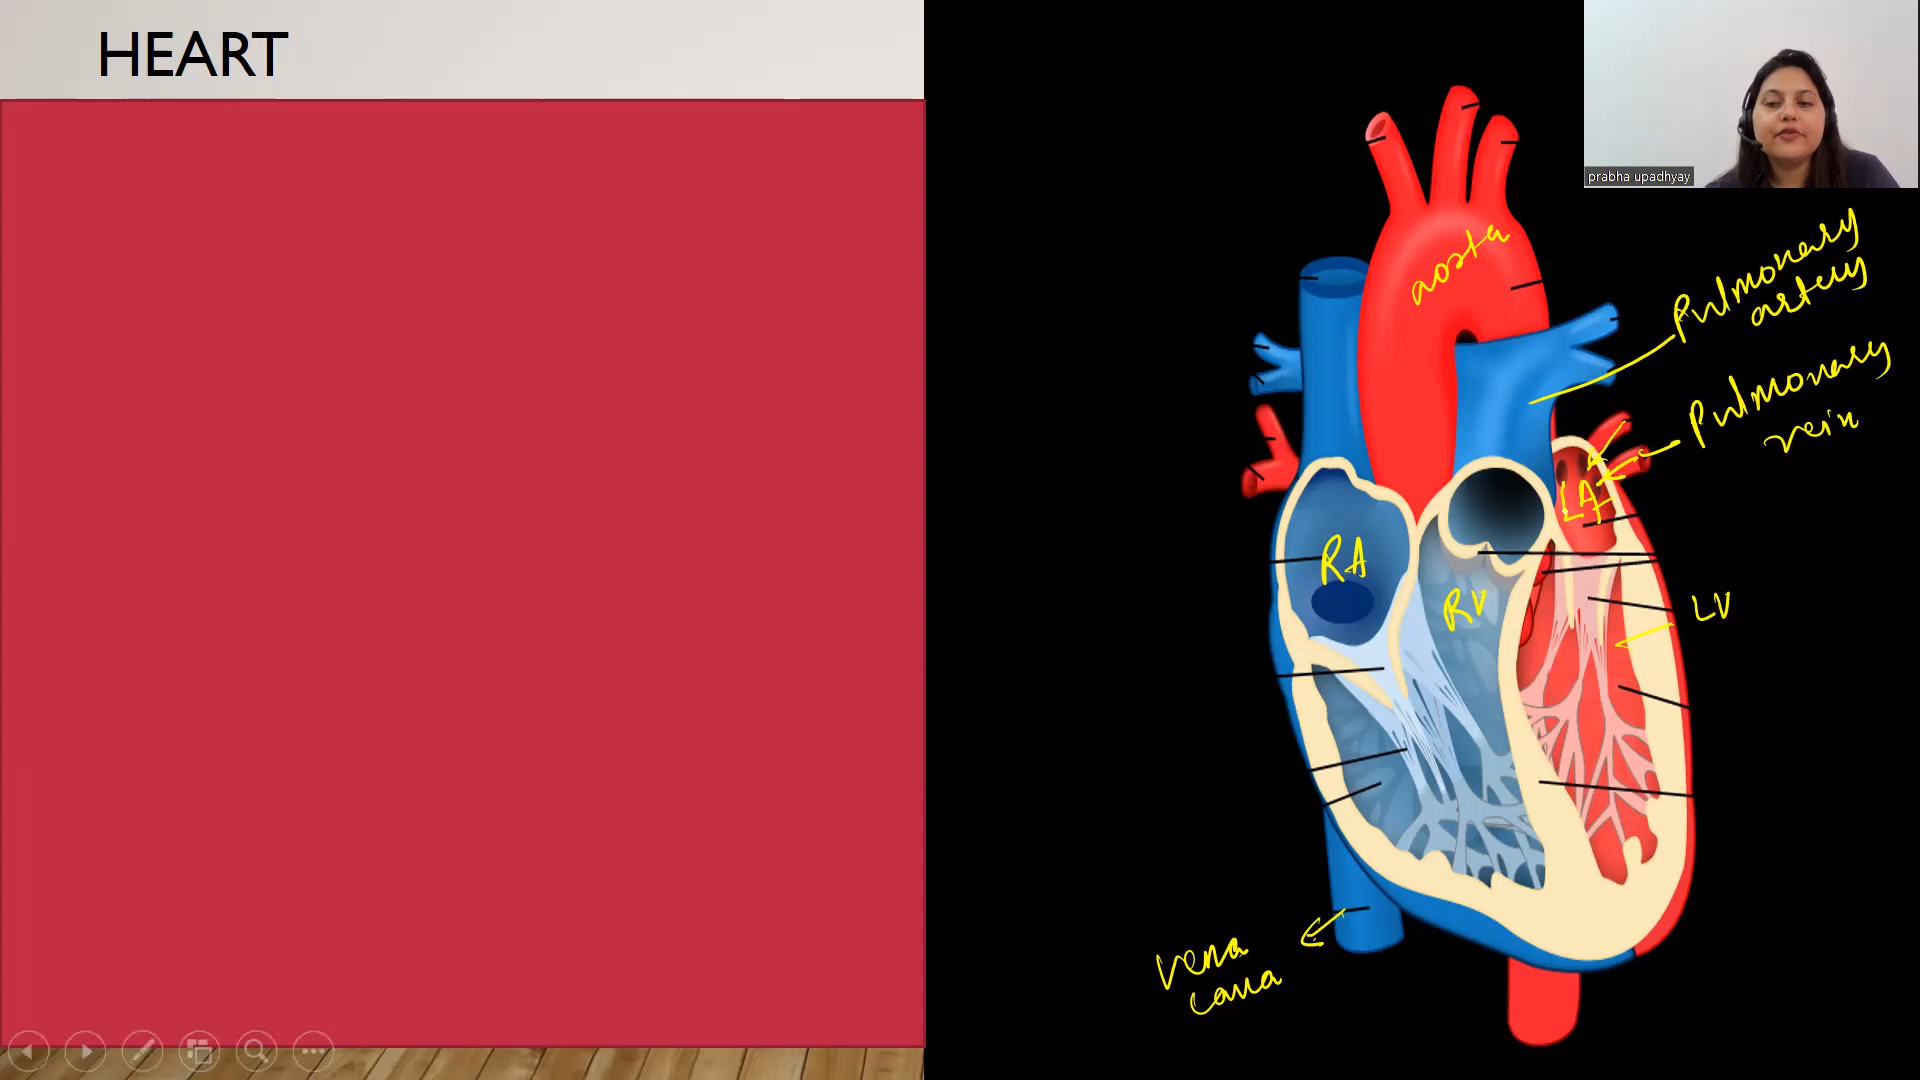 HEART
prabha upadhyay
aorta
pulmonary
artery
pulmonary
vein
LA
RA
RV
LV
vena
cava